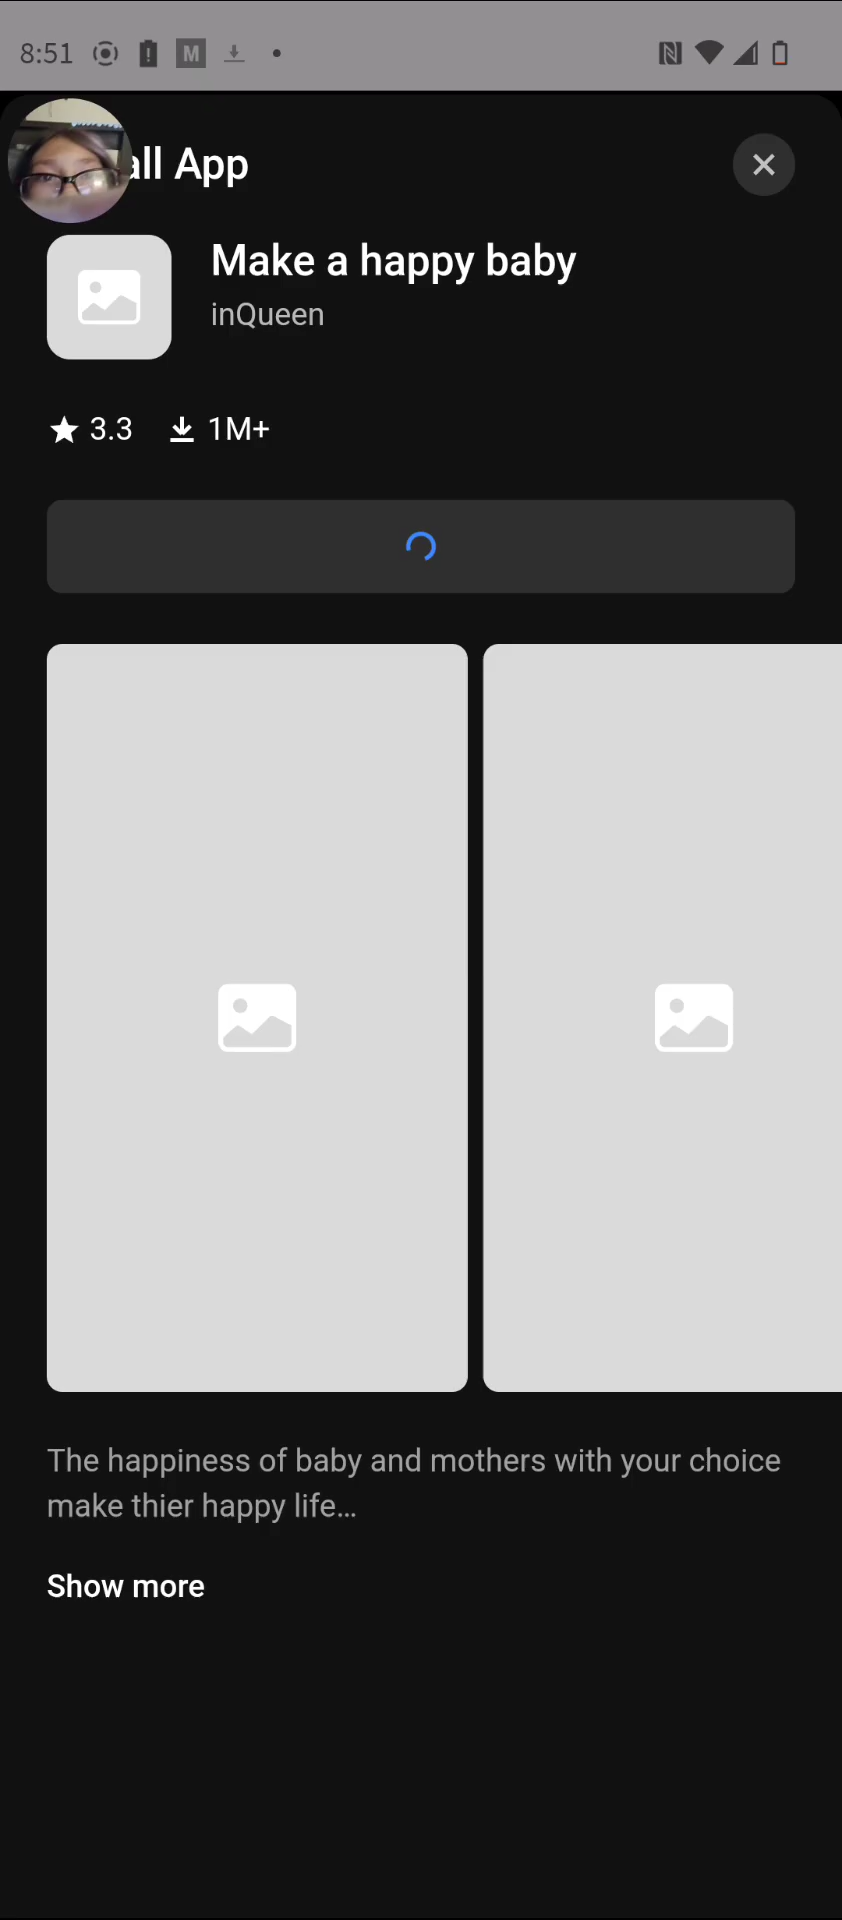 8:51
M
all App
Make a happy baby
inQueen
3.3
1M+
The happiness of baby and mothers with your choice
make thier happy life...
Show more